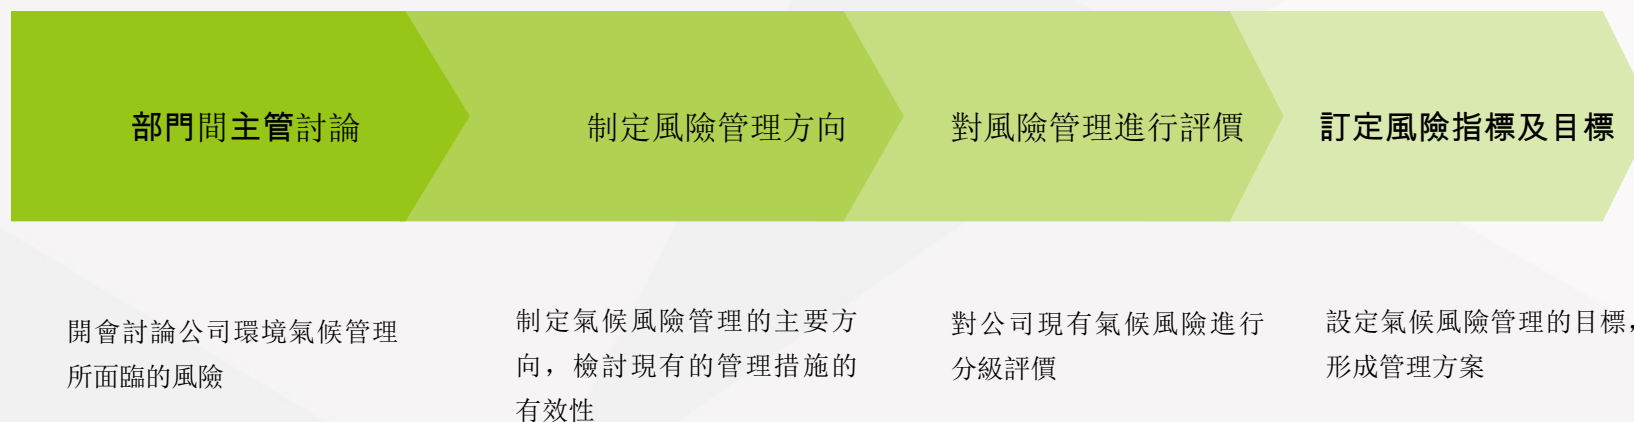 部門間主管討論
制定風險管理方向
對風險管理進行評價
訂定風險指標及目標
開會討論公司環境氣候管理
所面臨的風險
制定氣候風險管理的主要方
向，檢討現有的管理措施的
有效性
對公司現有氣候風險進行
分級評價
設定氣候風險管理的目標，
形成管理方案